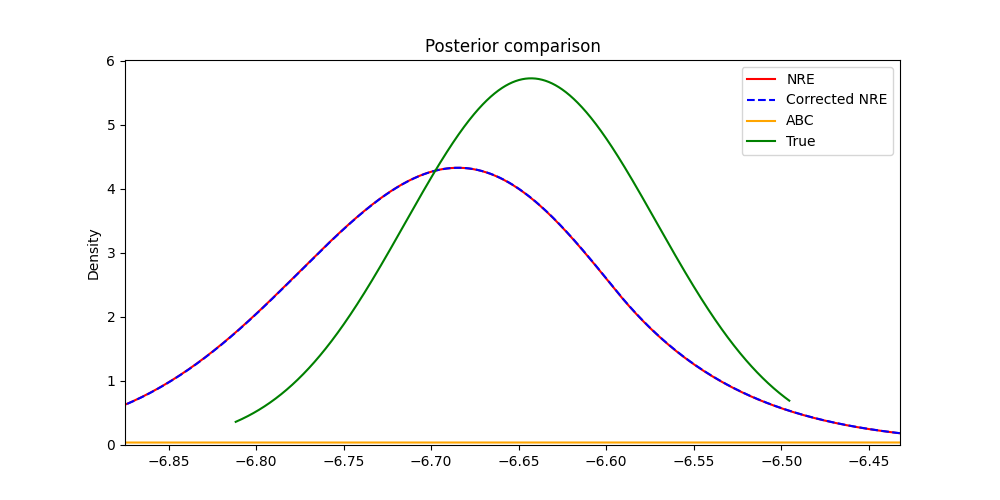 Posterior comparison
Density
6
5
4
3
2
1
0
NRE
Corrected NRE
ABC
True
−6.85 −6.80 −6.75 −6.70 −6.65 −6.60 −6.55 −6.50 −6.45